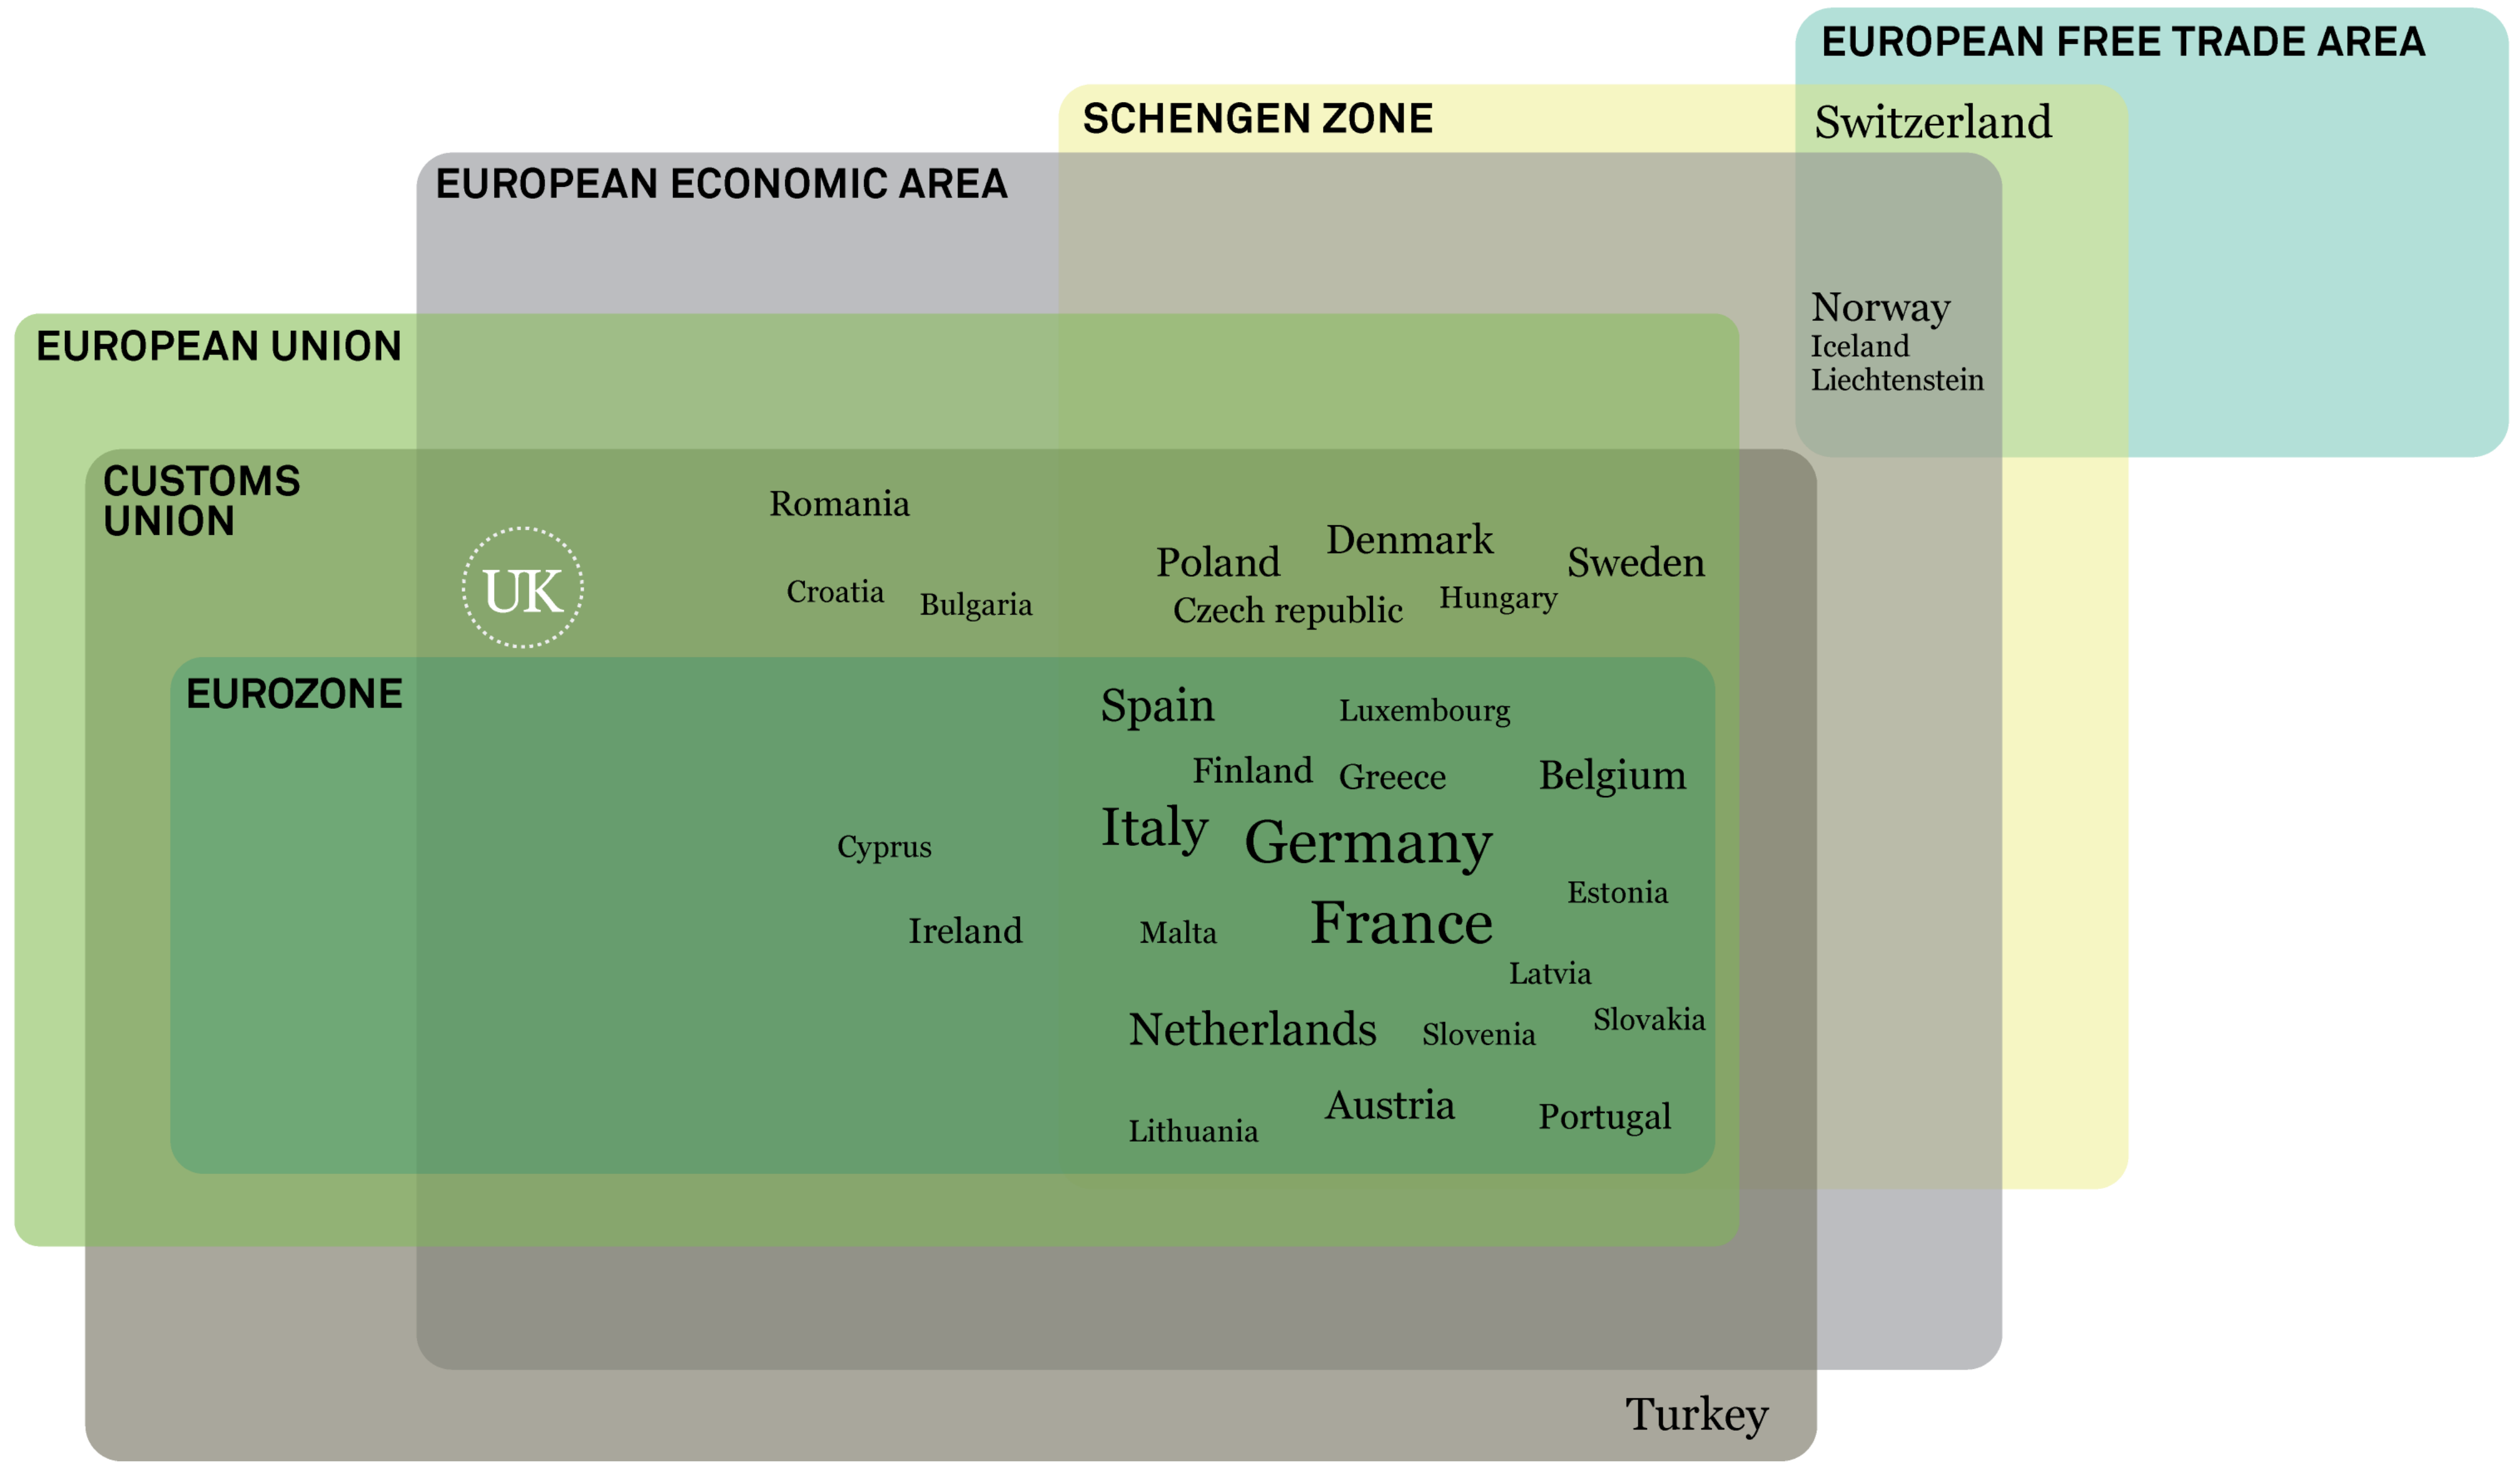 EUROPEAN FREE TRADE AREA
SCHENGEN ZONE
Switzerland
EUROPEAN ECONOMIC AREA
Norway
Iceland
Liechtenstein
EUROPEAN UNION
CUSTOMS
UNION
Romania
Denmark
Poland
Sweden
UK
Croatia
Bulgaria
Czech republic
Hungary
EUROZONE
Spain
Luxembourg
Finland
Greece
Belgium
Italy
Germany
Cyprus
Estonia
Ireland
Malta
France
Latvia
Netherlands
Slovenia
Slovakia
Austria
Portugal
Lithuania
Turkey